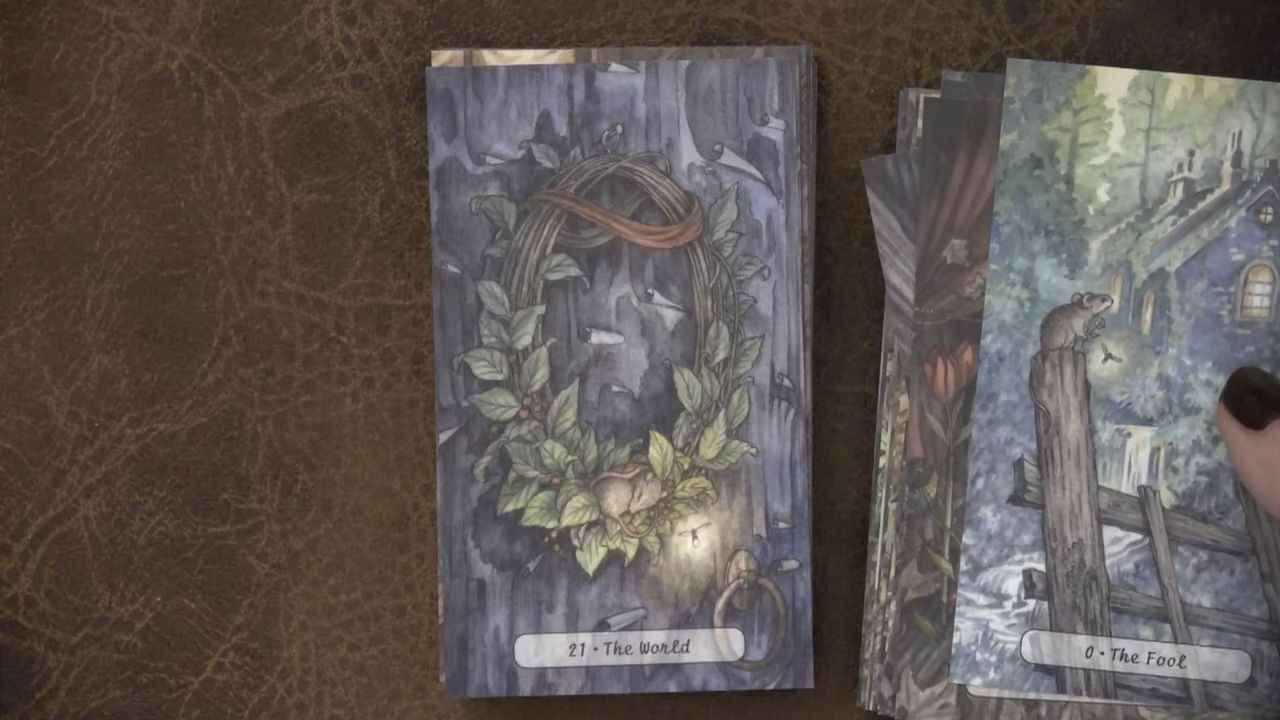 21 • The World
0 • The Fool